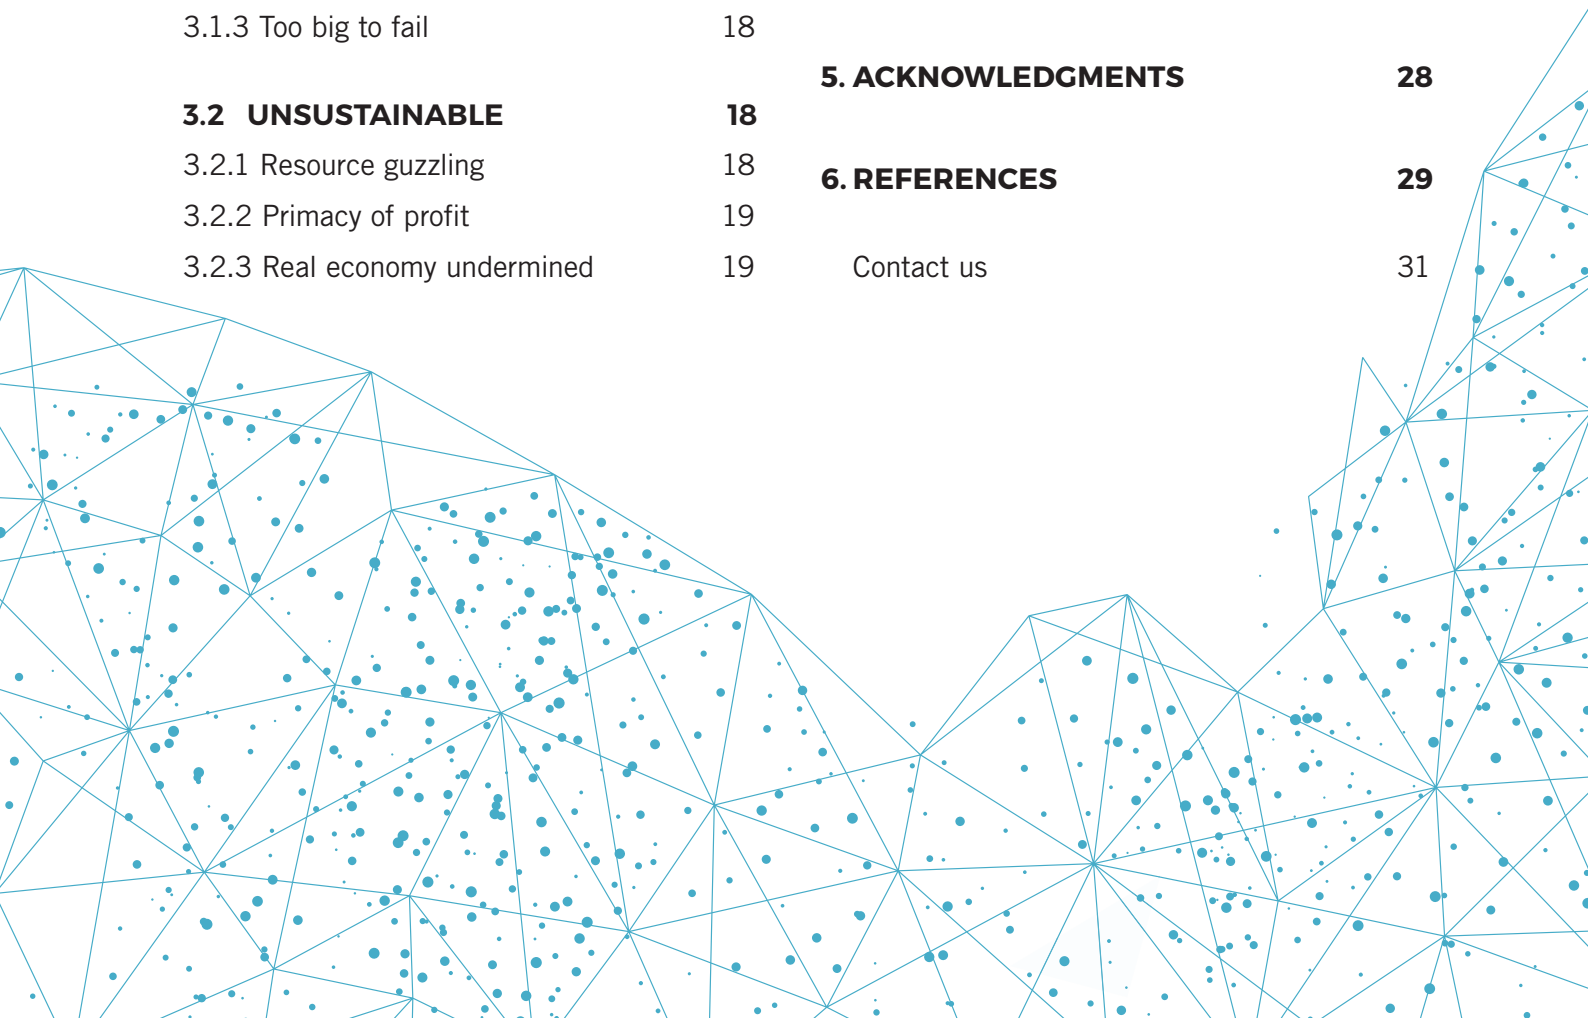 3.1.3 Too big to fail 18
3.2 UNSUSTAINABLE 18
3.2.1 Resource guzzling 18
3.2.2 Primacy of profit 19
3.2.3 Real economy undermined 19
5. ACKNOWLEDGMENTS 28
6. REFERENCES 29
Contact us 31